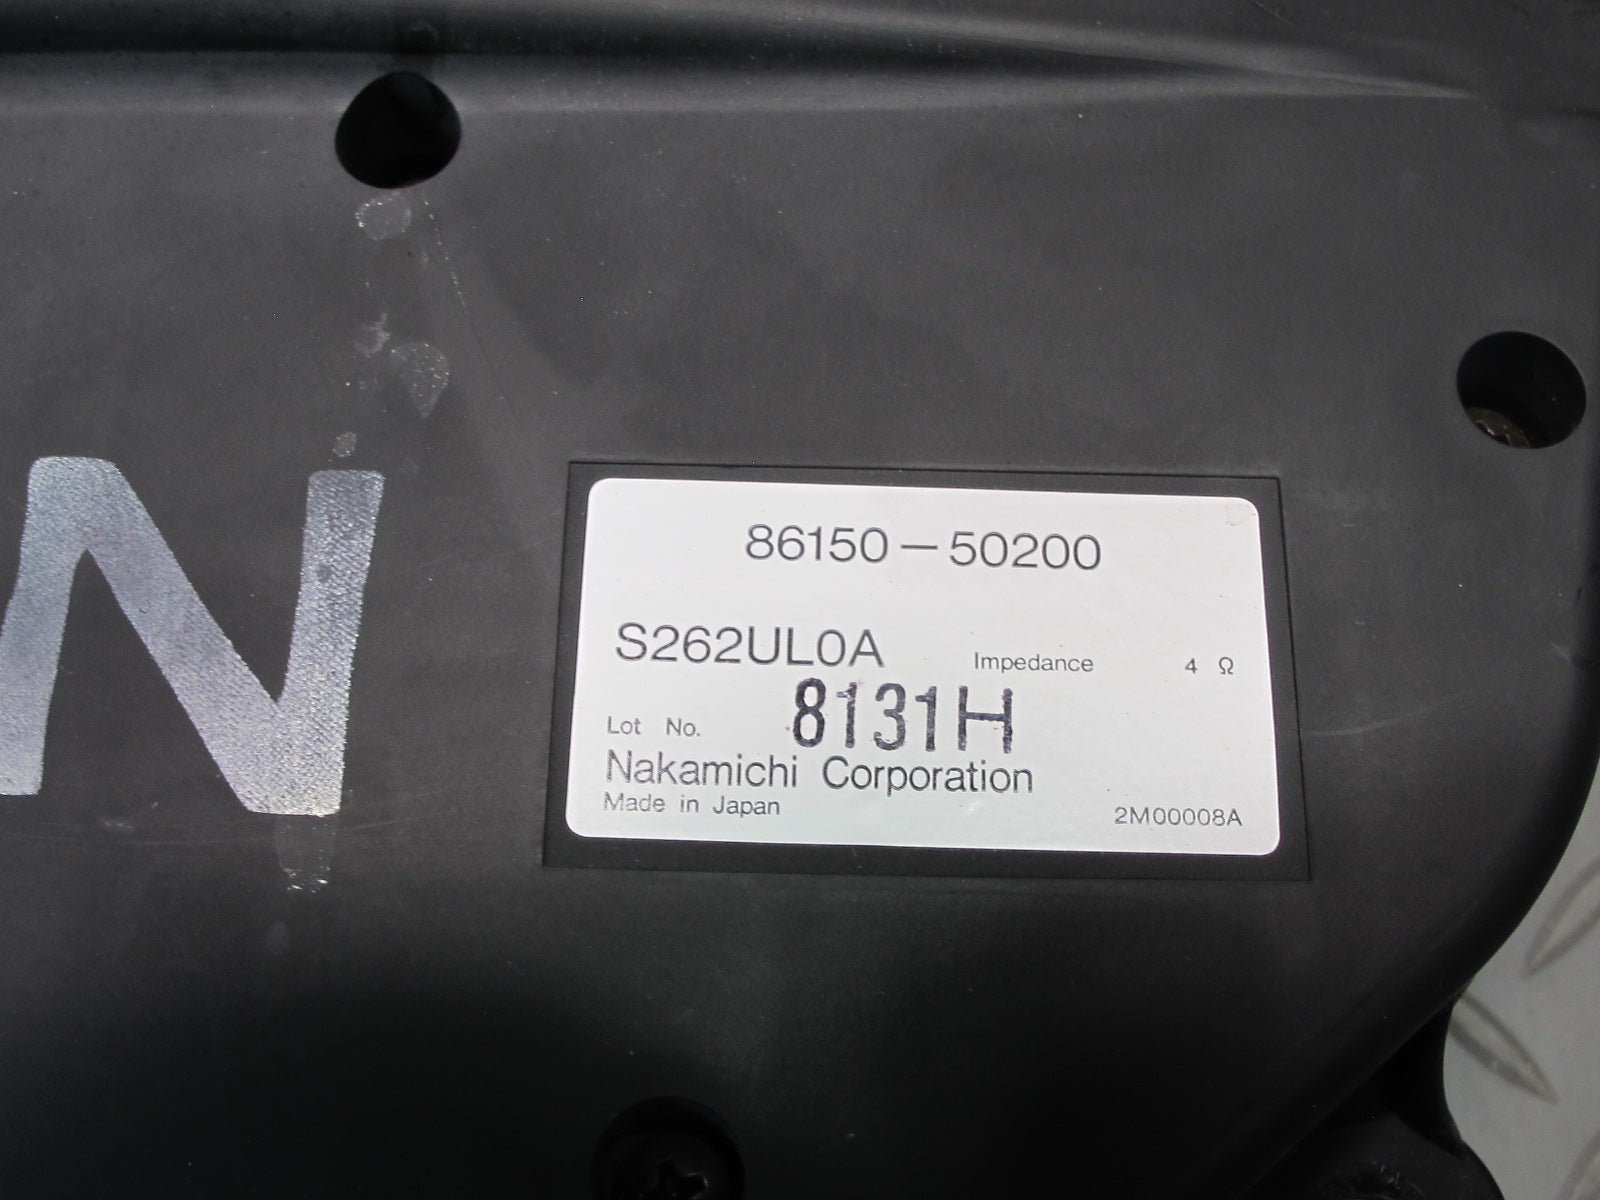 N
86150-50200
S262UL0A Impedance 4 Ω
Lot No. 8131H
Nakamichi Corporation
Made in Japan 2M00008A